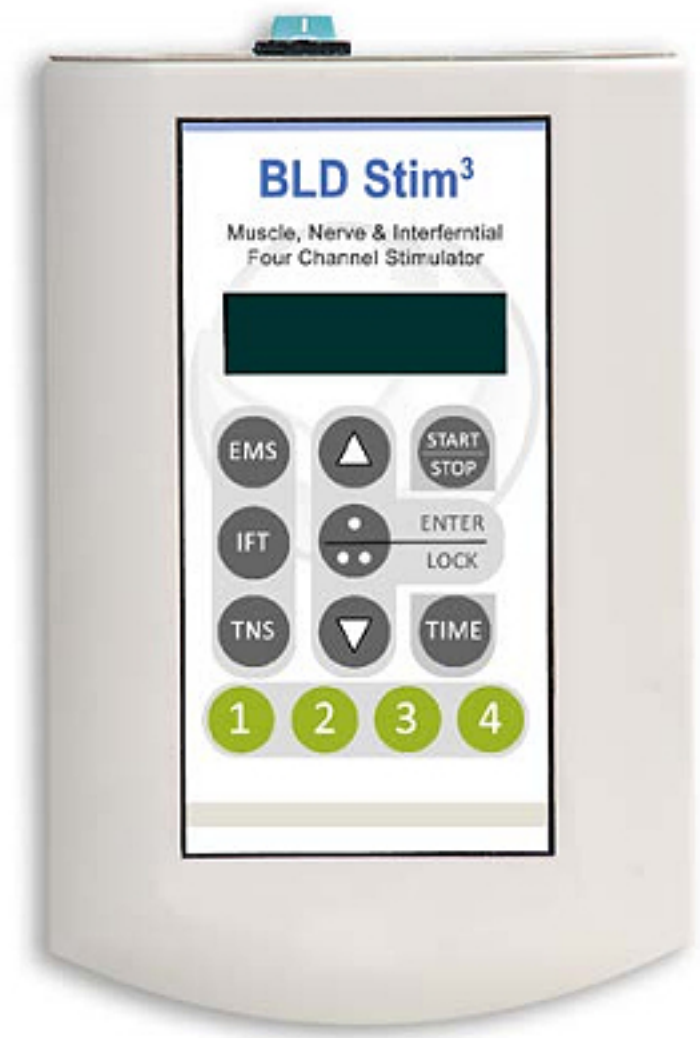 BLD Stim³
Muscle, Nerve & Interferntial
Four Channel Stimulator
EMS
START
STOP
IFT
ENTER
LOCK
TNS
TIME
1 2 3 4